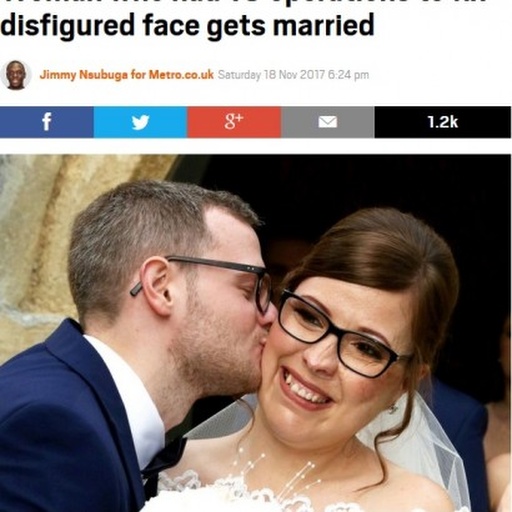 disfigured face gets married
Jimmy Nsubuga for Metro.co.uk Saturday 18 Nov 2017 6:24 pm
f g+ 1.2k